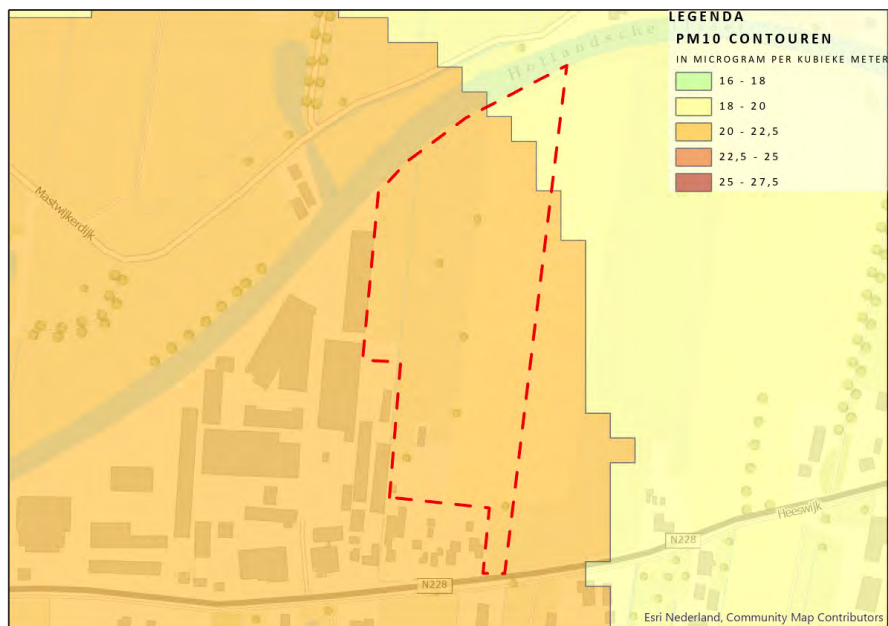 LEGENDA
PM10 CONTOUREN
IN MICROGRAM PER KUBIEKE METER
16 - 18
18 - 20
20 - 22,5
22,5 - 25
25 - 27,5
Hollandsche
Mastwijkerdijk
Heeswijk
N228
N228
Esri Nederland, Community Map Contributors